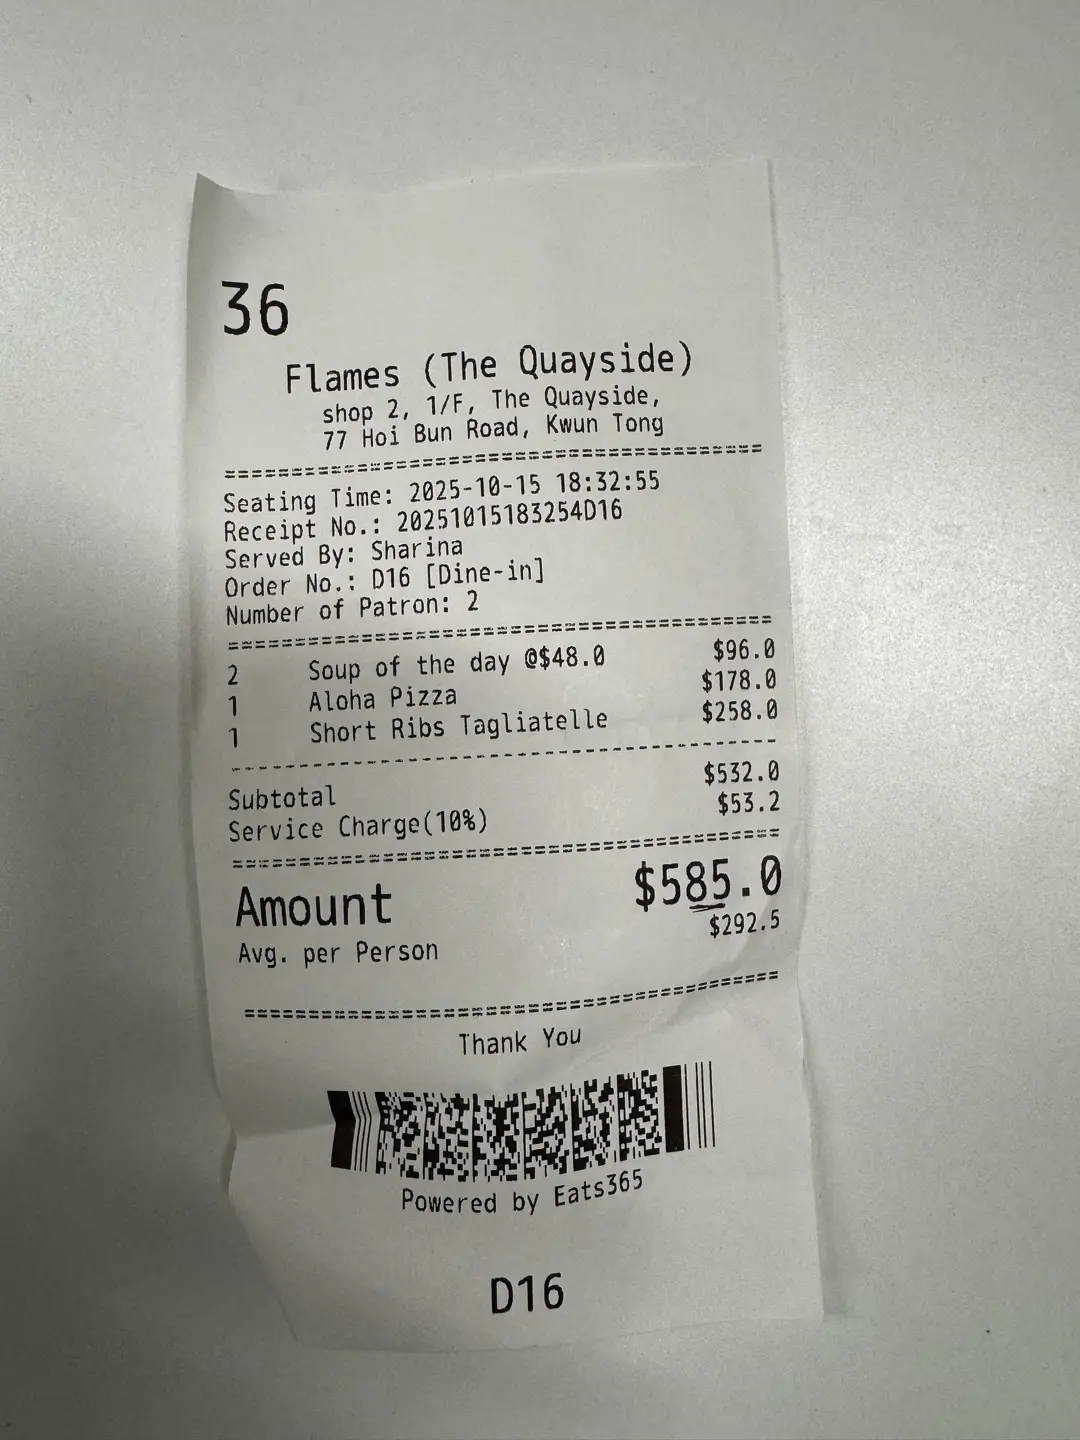 36
Flames (The Quayside)
shop 2, 1/F, The Quayside,
77 Hoi Bun Road, Kwun Tong
Seating Time: 2025-10-15 18:32:55
Receipt No.: 20251015183254D16
Served By: Sharina
Order No.: D16 [Dine-in]
Number of Patron: 2
2 Soup of the day @$48.0 $96.0
1 Aloha Pizza $178.0
1 Short Ribs Tagliatelle $258.0
Subtotal $532.0
Service Charge(10%) $53.2
Amount $585.0
Avg. per Person $292.5
Thank You
Powered by Eats365
D16